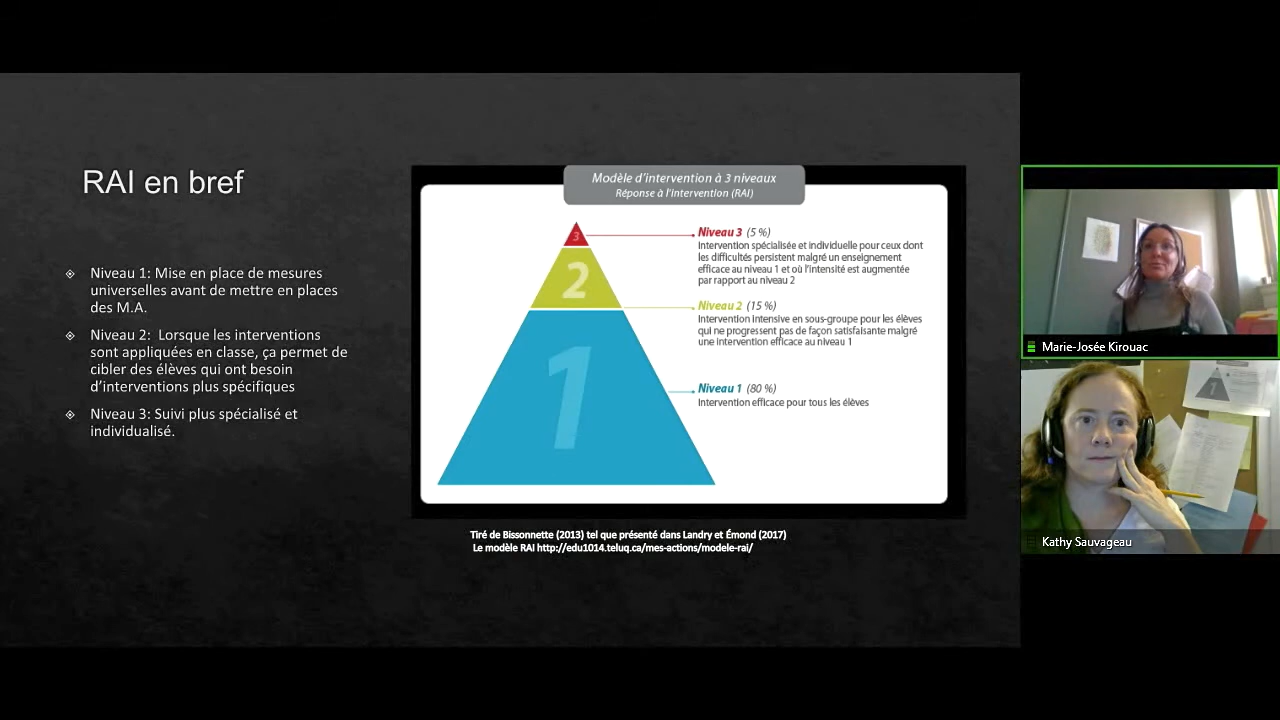 RAI en bref
Niveau 1: Mise en place de mesures
universelles avant de mettre en places
des M.A.
Niveau 2:  Lorsque les interventions
sont appliquées en classe, ça permet de
cibler des élèves qui ont besoin
d'interventions plus spécifiques
Niveau 3: Suivi plus spécialisé et
individualisé.
Modèle d'intervention à 3 niveaux
Réponse à l'Intervention (RAI)
3
2
1
Niveau 3 (5 %)
Intervention spécialisée et individuelle pour ceux dont
les difficultés persistent malgré un enseignement
efficace au niveau 1 et où l'intensité est augmentée
par rapport au niveau 2
Niveau 2 (15 %)
Intervention intensive en sous-groupe pour les élèves
qui ne progressent pas de façon satisfaisante malgré
une intervention efficace au niveau 1
Niveau 1 (80 %)
Intervention efficace pour tous les élèves
Tiré de Bissonnette (2013) tel que présenté dans Landry et Émond (2017)
Le modèle RAI http://edu1014.teluq.ca/mes-actions/modele-rai/
Marie-Josée Kirouac
Kathy Sauvageau